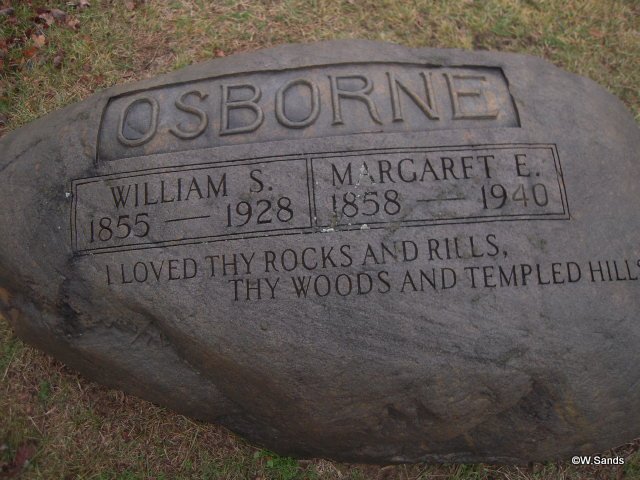 OSBORNE
WILLIAM S. MARGARET E.
1855 — 1928 1858 — 1940
I LOVED THY ROCKS AND RILLS,
THY WOODS AND TEMPLED HILLS
©W.Sands